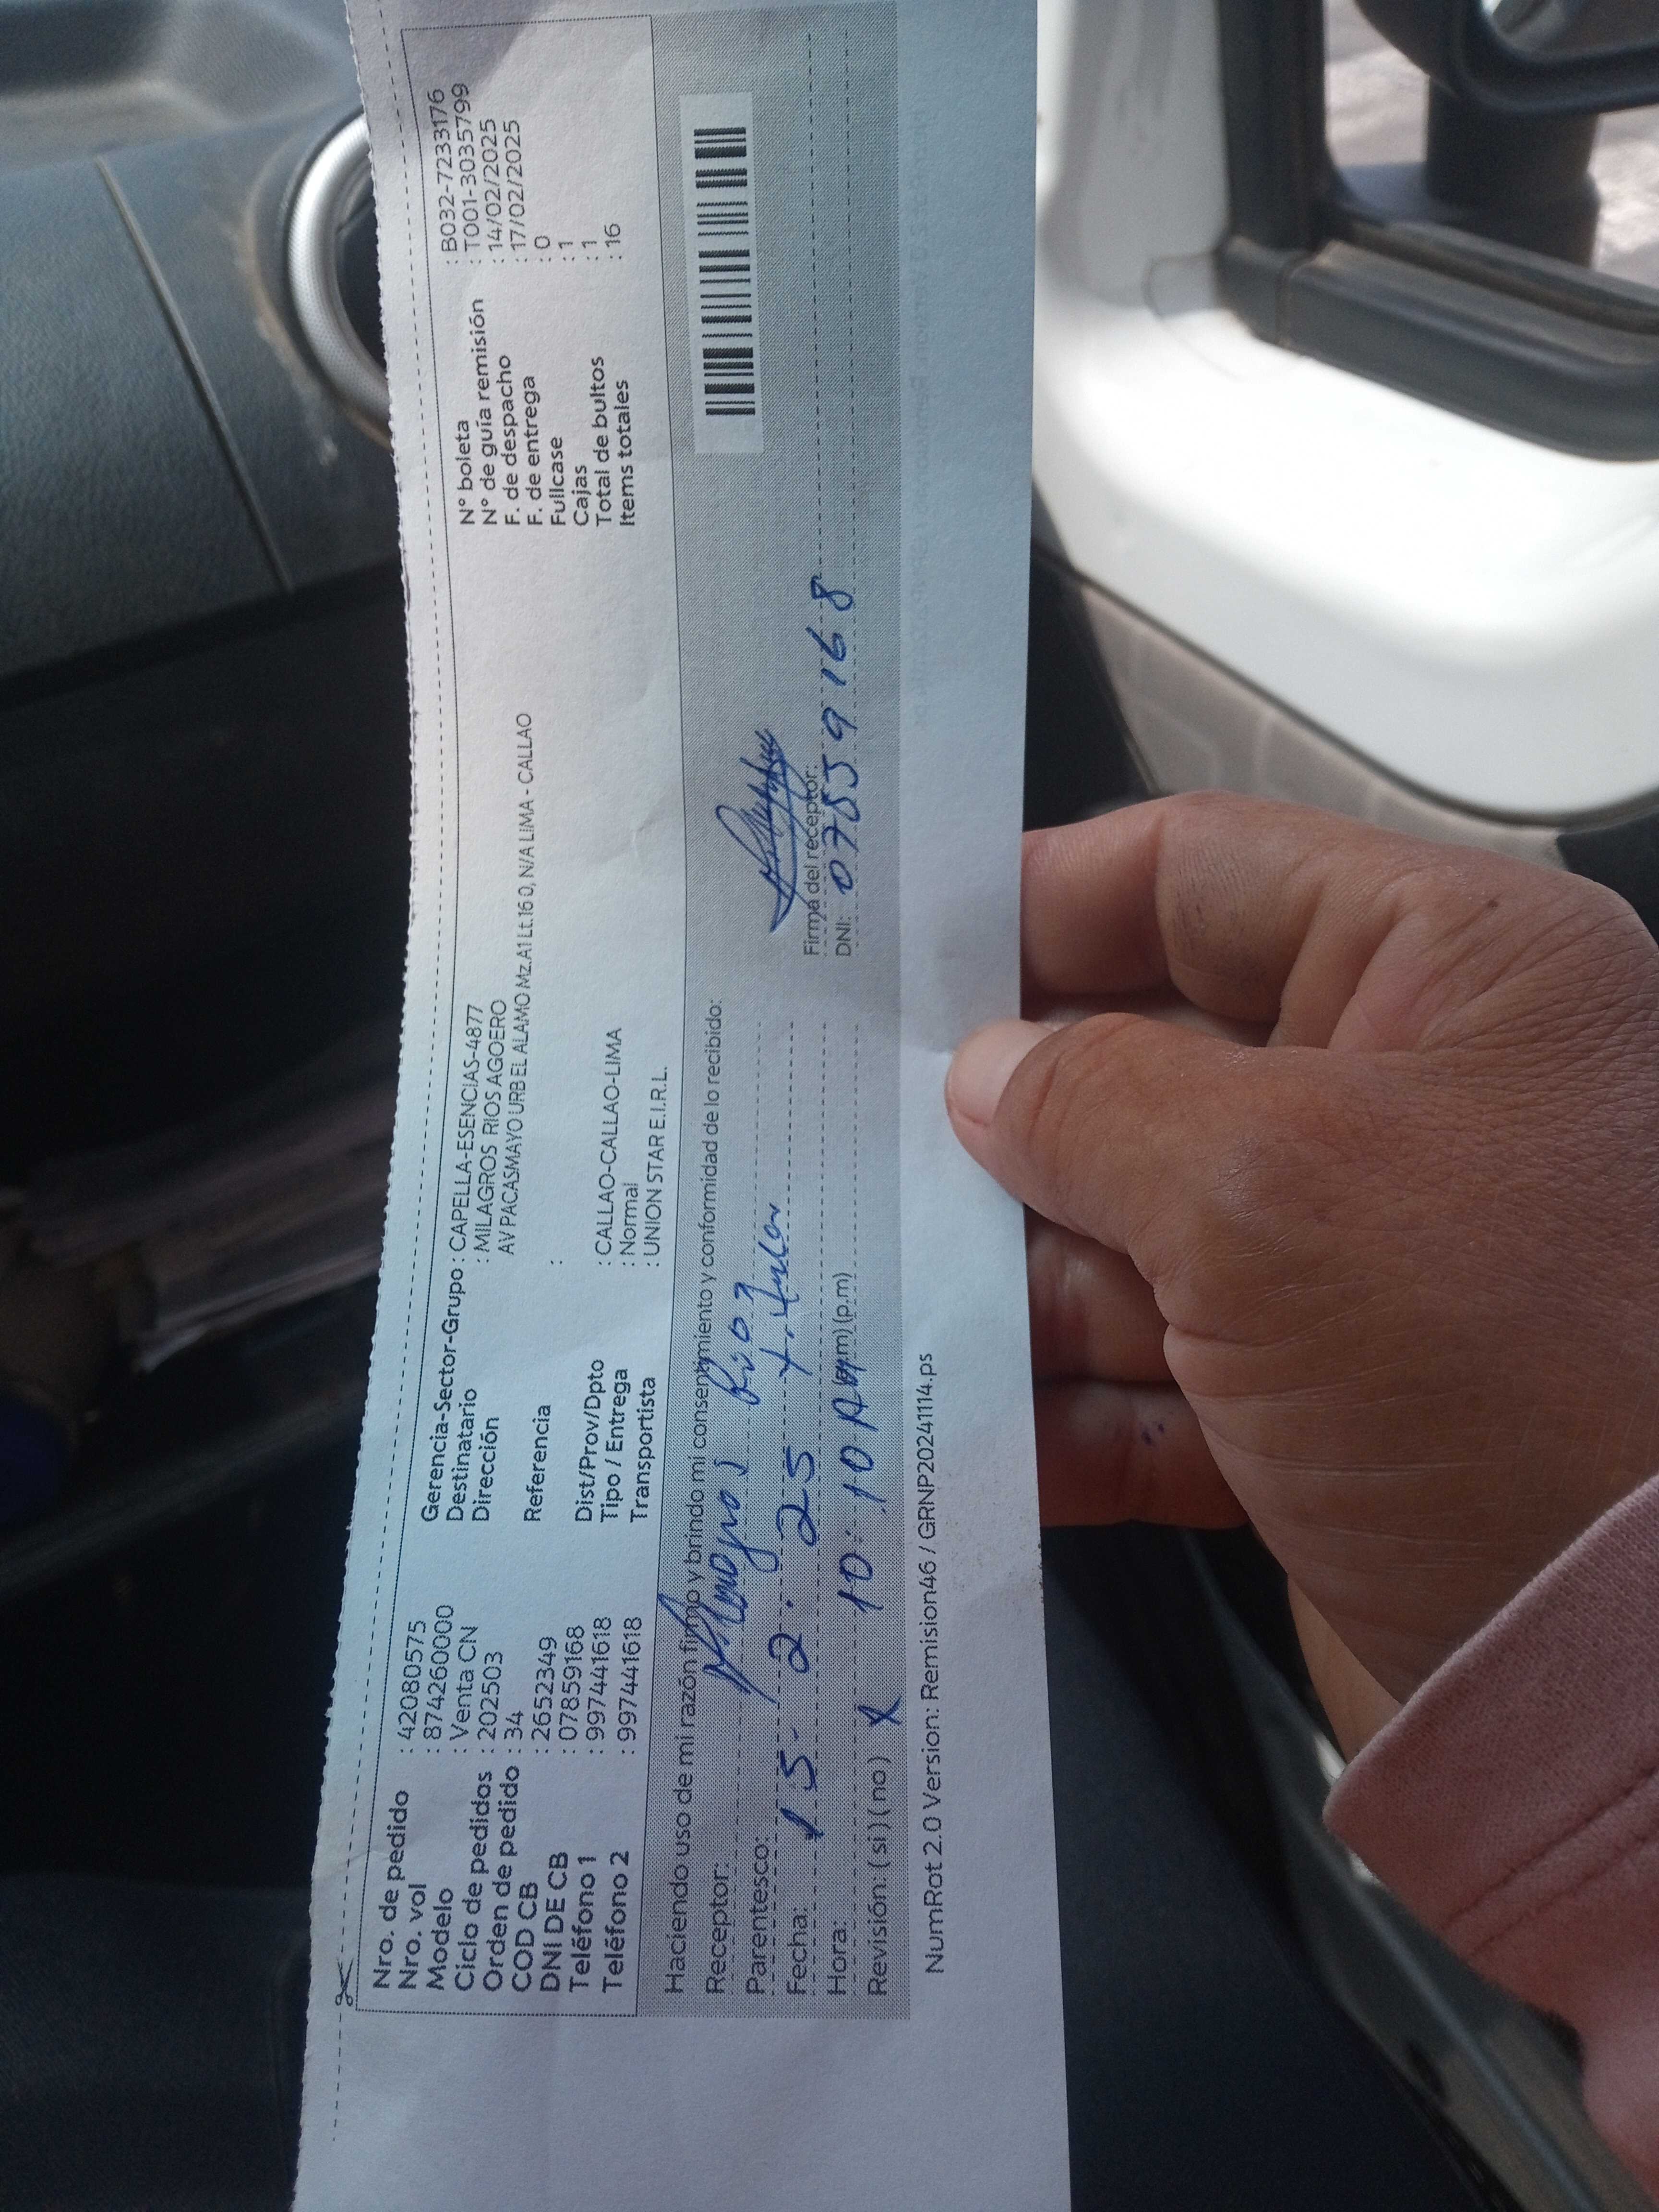 Nro. de pedido : 42080575
Nro. vol : 874260000
Modelo : Venta CN
Ciclo de pedidos : 202503
Orden de pedido : 34
COD CB : 2652349
DNI DE CB : 07859168
Teléfono 1 : 997441618
Teléfono 2 : 997441618
Gerencia-Sector-Grupo : CAPELLA-ESENCIAS-4877
Destinatario : MILAGROS RIOS AGOERO
Dirección AV PACASMAYO URB EL ALAMO Mz.A1 Lt.16 0, N/A LIMA - CALLAO
Referencia :
Dist/Prov/Dpto : CALLAO-CALLAO-LIMA
Tipo / Entrega : Normal
Transportista : UNION STAR E.I.R.L.
N° boleta : B032-7233176
N° de guía remisión : T001-3035799
F. de despacho : 14/02/2025
F. de entrega : 17/02/2025
Fullcase : 0
Cajas : 1
Total de bultos : 1
Items totales : 16
Haciendo uso de mi razón firmo y brindo mi consentimiento y conformidad de lo recibido:
Receptor: Milagros Rios
Parentesco: titular
Fecha: 15- 2. 25
Hora: 10:10 (p.m)
Revisión: (si) (no) X
Firma del receptor:
DNI: 07859168
NumRot 2.0 Version: Remision46 / GRNP20241114.ps